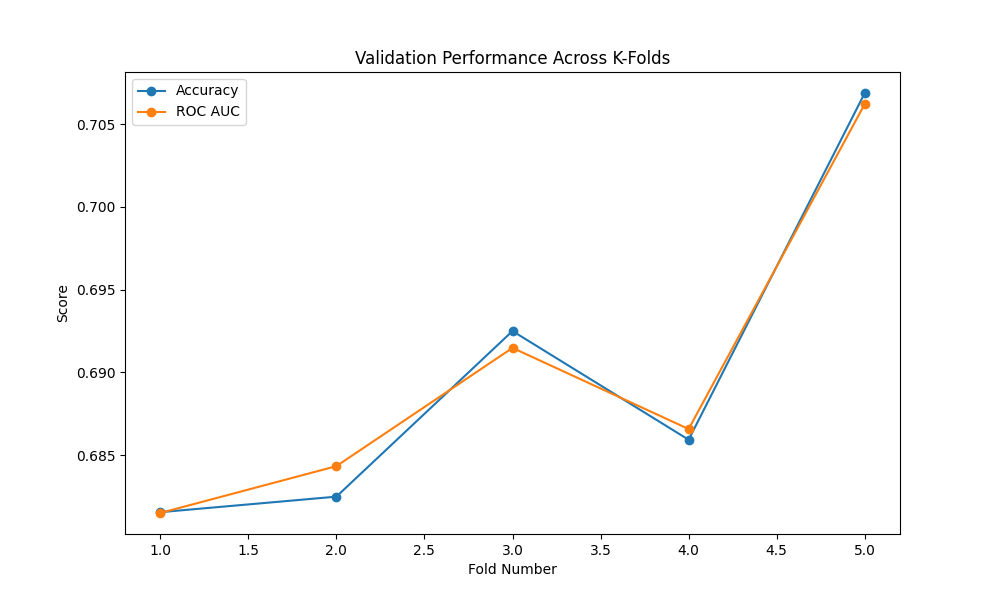 Validation Performance Across K-Folds
Accuracy
ROC AUC
0.705
0.700
0.695
0.690
0.685
Score
1.0 1.5 2.0 2.5 3.0 3.5 4.0 4.5 5.0
Fold Number